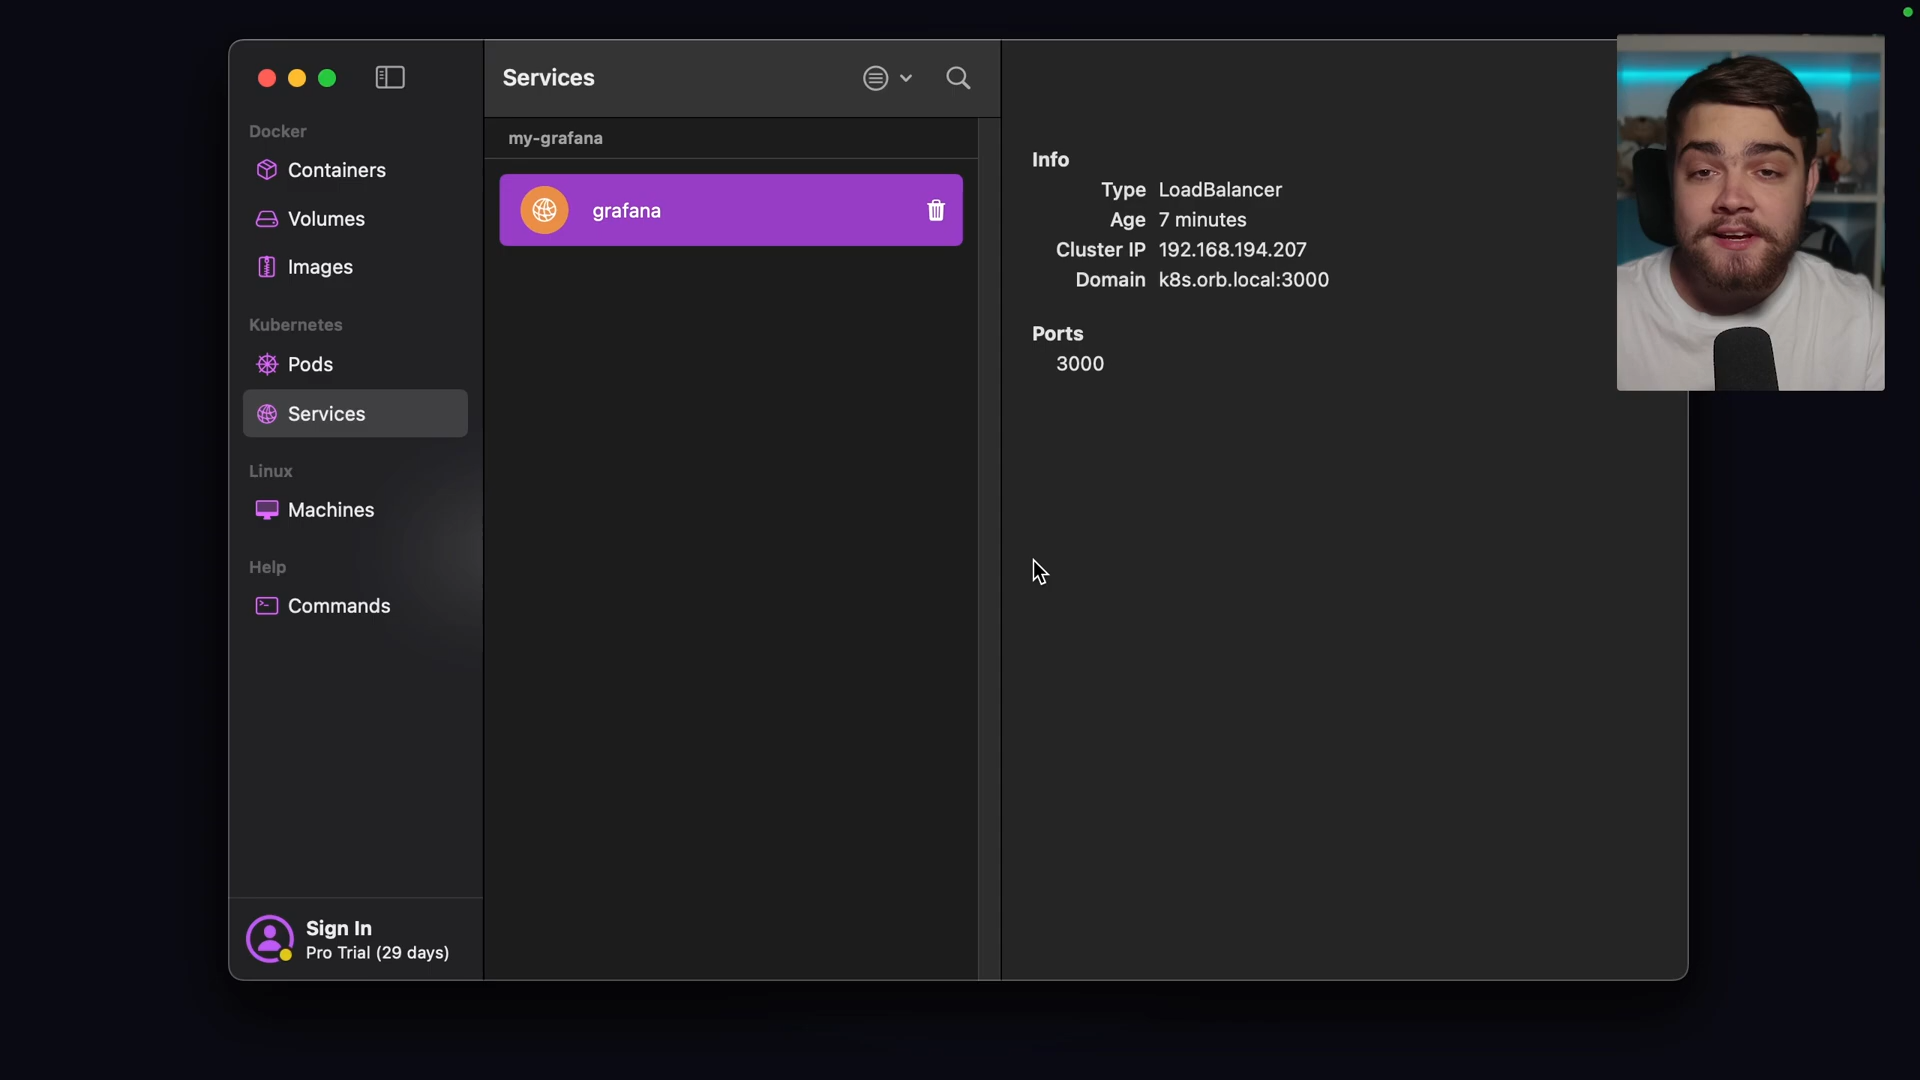 Services
Docker
my-grafana
Containers
Volumes
Images
Kubernetes
Pods
Services
Linux
Machines
Help
Commands
grafana
Info
Type LoadBalancer
Age 7 minutes
Cluster IP 192.168.194.207
Domain k8s.orb.local:3000
Ports
3000
Sign In
Pro Trial (29 days)